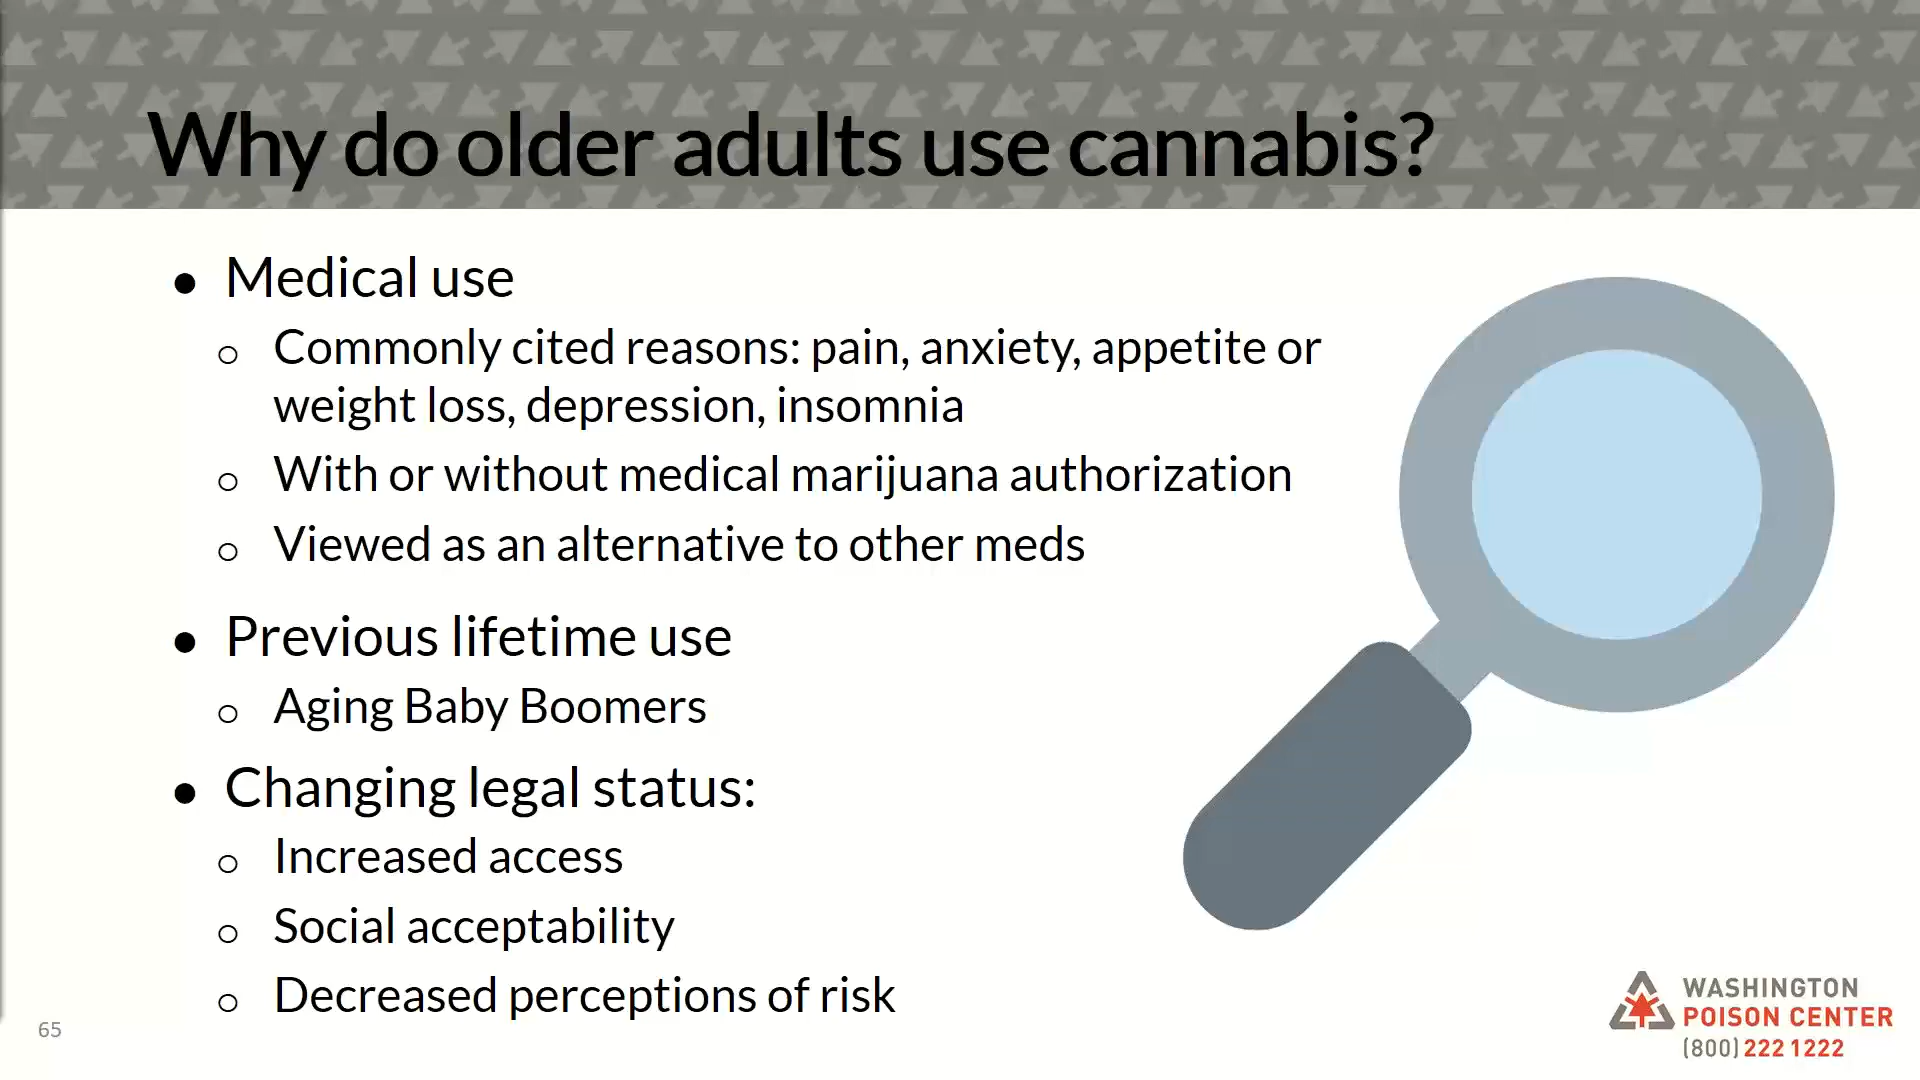 Why do older adults use cannabis?
● Medical use
○ Commonly cited reasons: pain, anxiety, appetite or
weight loss, depression, insomnia
○ With or without medical marijuana authorization
○ Viewed as an alternative to other meds
● Previous lifetime use
○ Aging Baby Boomers
● Changing legal status:
○ Increased access
○ Social acceptability
○ Decreased perceptions of risk
65
WASHINGTON
POISON CENTER
(800) 222 1222